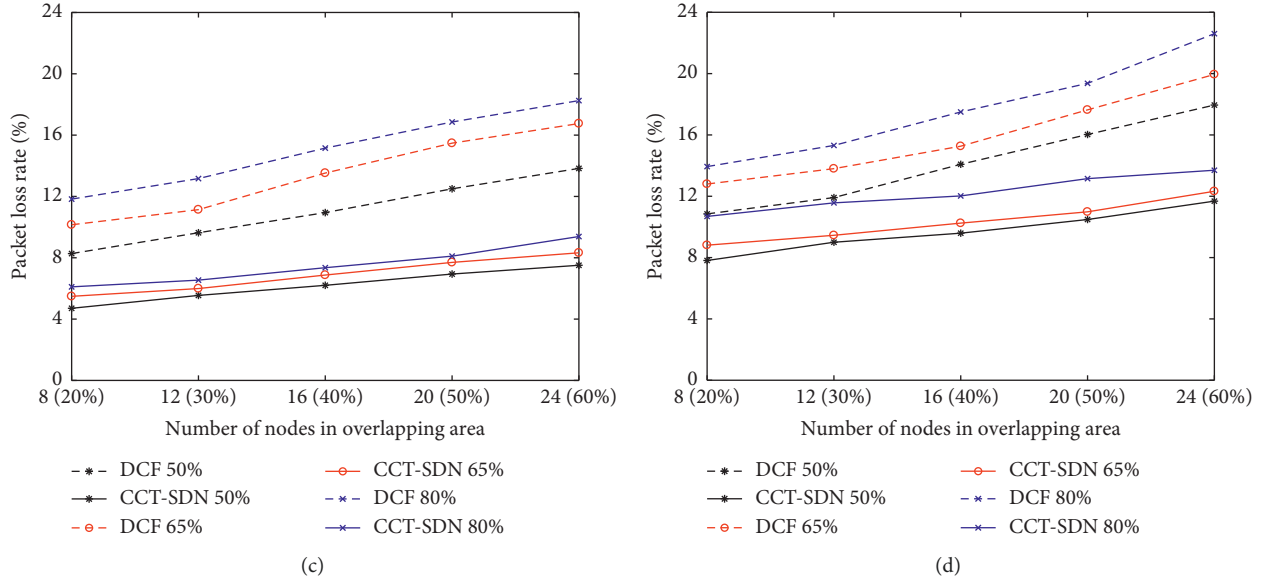 24
20
16
12
8
4
0
Packet loss rate (%)
8 (20%) 12 (30%) 16 (40%) 20 (50%) 24 (60%)
Number of nodes in overlapping area
DCF 50%
CCT-SDN 50%
DCF 65%
CCT-SDN 65%
DCF 80%
CCT-SDN 80%
(c)
24
20
16
12
8
4
0
Packet loss rate (%)
8 (20%) 12 (30%) 16 (40%) 20 (50%) 24 (60%)
Number of nodes in overlapping area
DCF 50%
CCT-SDN 50%
DCF 65%
CCT-SDN 65%
DCF 80%
CCT-SDN 80%
(d)